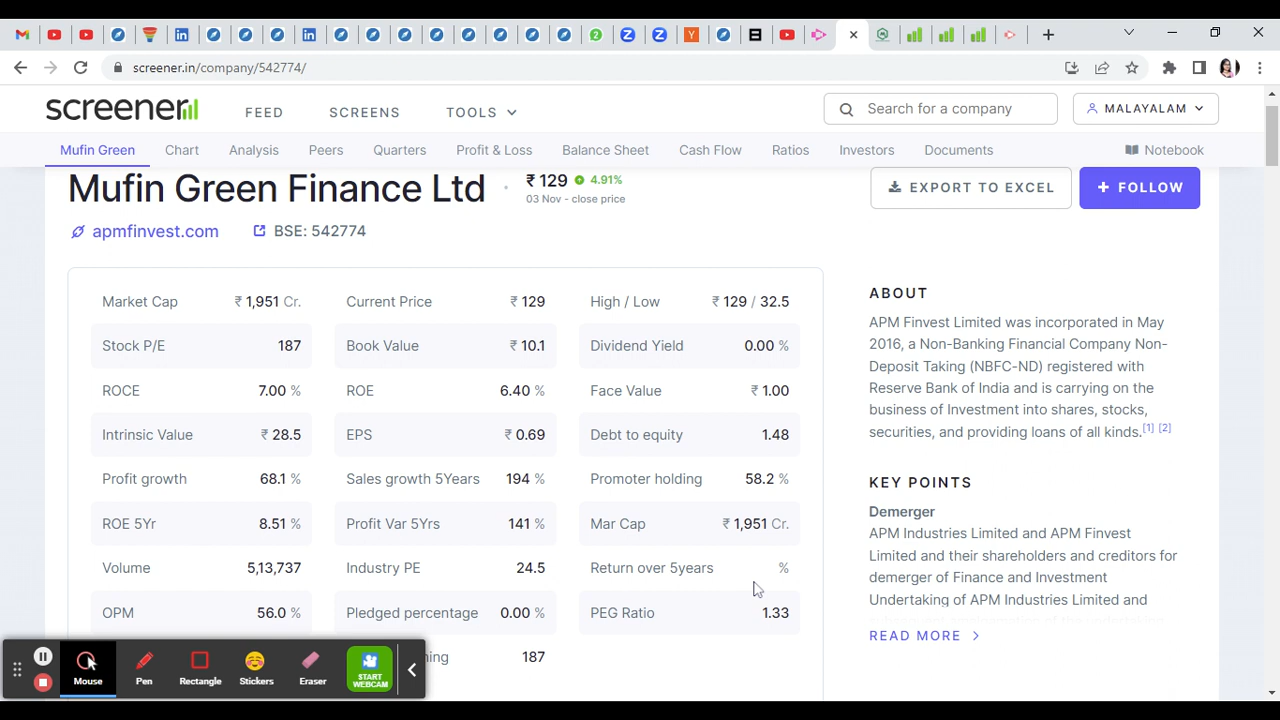 screener.in/company/542774/
screener
FEED SCREENS TOOLS
Search for a company
MALAYALAM
Mufin Green Chart Analysis Peers Quarters Profit & Loss Balance Sheet Cash Flow Ratios Investors Documents Notebook
Mufin Green Finance Ltd
₹ 129 4.91%
03 Nov - close price
EXPORT TO EXCEL
+ FOLLOW
apmfinvest.com BSE: 542774
Market Cap ₹ 1,951 Cr. Current Price ₹ 129 High / Low ₹ 129 / 32.5
Stock P/E 187 Book Value ₹ 10.1 Dividend Yield 0.00 %
ROCE 7.00 % ROE 6.40 % Face Value ₹ 1.00
Intrinsic Value ₹ 28.5 EPS ₹ 0.69 Debt to equity 1.48
Profit growth 68.1 % Sales growth 5Years 194 % Promoter holding 58.2 %
ROE 5Yr 8.51 % Profit Var 5Yrs 141 % Mar Cap ₹ 1,951 Cr.
Volume 5,13,737 Industry PE 24.5 Return over 5years %
OPM 56.0 % Pledged percentage 0.00 % PEG Ratio 1.33
ning 187
ABOUT
APM Finvest Limited was incorporated in May
2016, a Non-Banking Financial Company Non-
Deposit Taking (NBFC-ND) registered with
Reserve Bank of India and is carrying on the
business of Investment into shares, stocks,
securities, and providing loans of all kinds.[1] [2]
KEY POINTS
Demerger
APM Industries Limited and APM Finvest
Limited and their shareholders and creditors for
demerger of Finance and Investment
Undertaking of APM Industries Limited and
READ MORE
Mouse Pen Rectangle Stickers Eraser START
WEBCAM